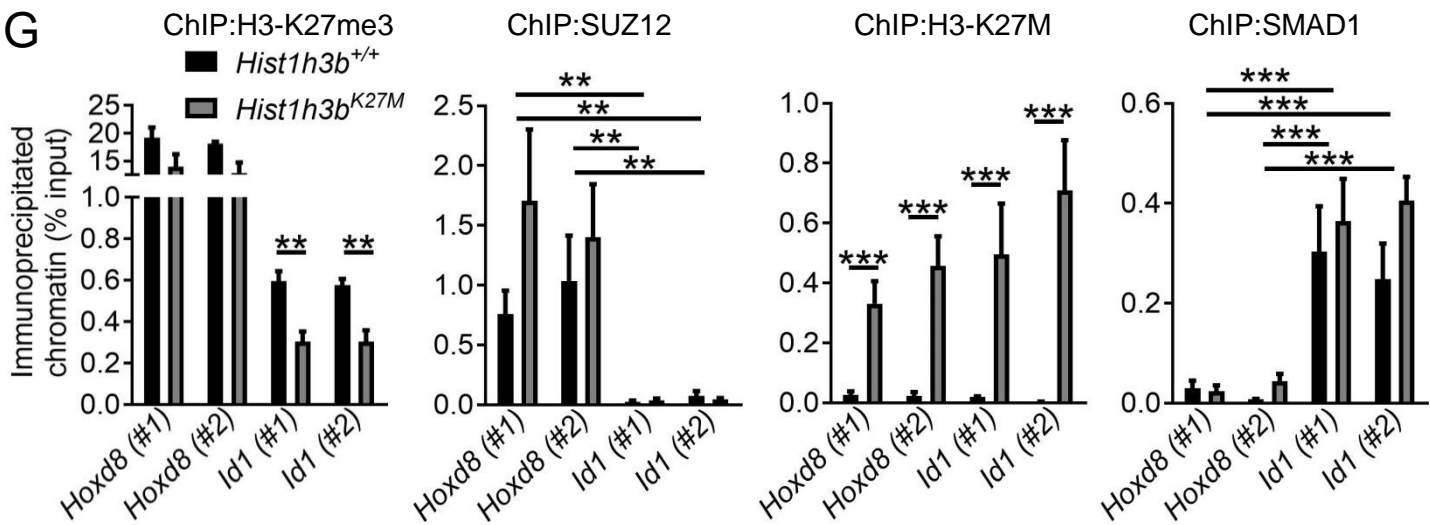 G
ChIP:H3-K27me3
ChIP:SUZ12
ChIP:H3-K27M
ChIP:SMAD1
Hist1h3b+/+
Hist1h3bK27M
Immunoprecipitated
chromatin (% input)
25
20
15
1.0
0.8
0.6
0.4
0.2
0.0
**
**
Hoxd8 (#1)
Hoxd8 (#2)
Id1 (#1)
Id1 (#2)
2.5
2.0
1.5
1.0
0.5
0.0
**
**
**
**
Hoxd8 (#1)
Hoxd8 (#2)
Id1 (#1)
Id1 (#2)
1.0
0.8
0.6
0.4
0.2
0.0
***
***
***
***
Hoxd8 (#1)
Hoxd8 (#2)
Id1 (#1)
Id1 (#2)
0.6
0.4
0.2
0.0
***
***
***
***
Hoxd8 (#1)
Hoxd8 (#2)
Id1 (#1)
Id1 (#2)